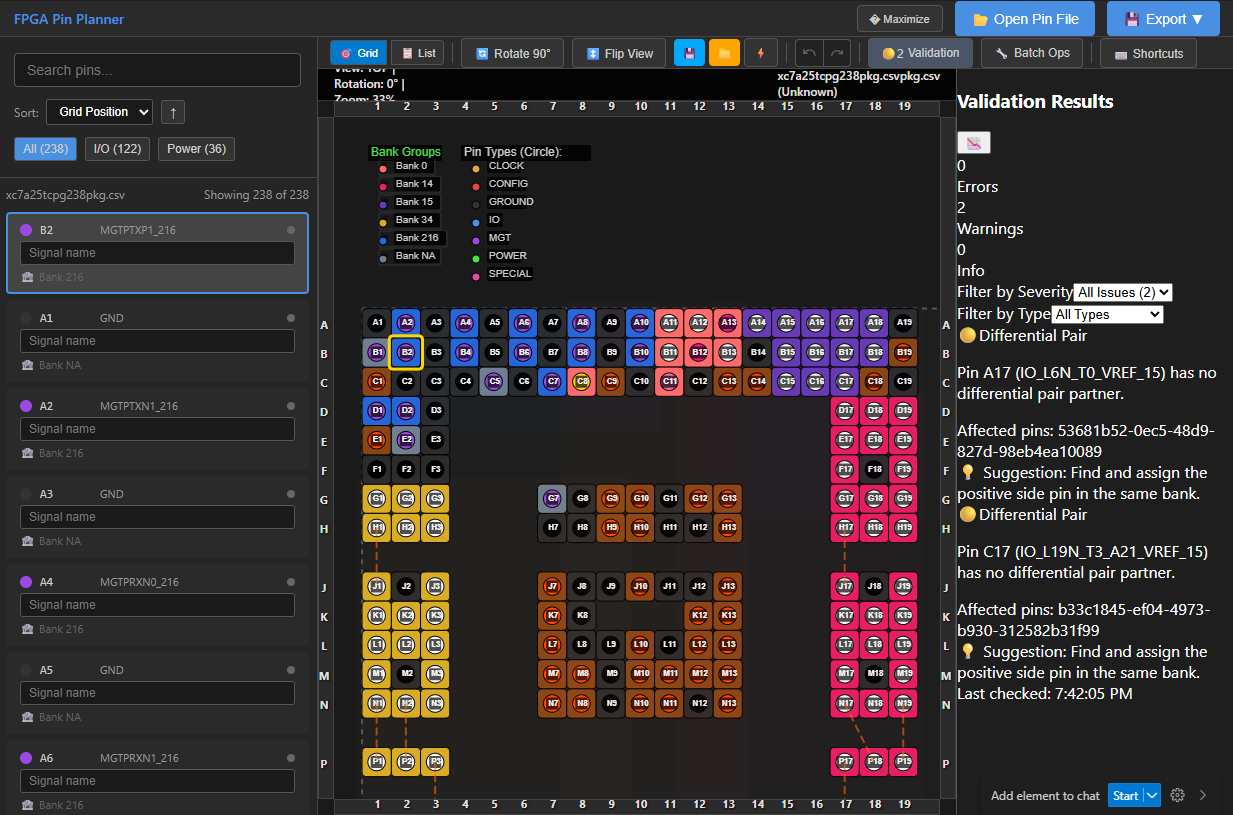 FPGA Pin Planner
Maximize
Open Pin File
Export ▼
Search pins...
Sort:
Grid Position
↑
All (238)
I/O (122)
Power (36)
xc7a25tcpg238pkg.csv
Showing 238 of 238
B2
MGTPTXP1_216
Signal name
Bank 216
A1
GND
Signal name
Bank NA
A2
MGTPTXN1_216
Signal name
Bank 216
A3
GND
Signal name
Bank NA
A4
MGTPRXN0_216
Signal name
Bank 216
A5
GND
Signal name
Bank NA
A6
MGTPRXN1_216
Signal name
Bank 216
Grid
List
Rotate 90°
Flip View
2 Validation
Batch Ops
Shortcuts
View: TOP |
Rotation: 0° |
Zoom: 33%
xc7a25tcpg238pkg.csvpkg.csv
(Unknown)
1 2 3 4 5 6 7 8 9 10 11 12 13 14 15 16 17 18 19
Bank Groups
Bank 0
Bank 14
Bank 15
Bank 34
Bank 216
Bank NA
Pin Types (Circle):
CLOCK
CONFIG
GROUND
IO
MGT
POWER
SPECIAL
A A1 A2 A3 A4 A5 A6 A7 A8 A9 A10 A11 A12 A13 A14 A15 A16 A17 A18 A19 A
B B1 B2 B3 B4 B5 B6 B7 B8 B9 B10 B11 B12 B13 B14 B15 B16 B17 B18 B19 B
C C1 C2 C3 C4 C5 C6 C7 C8 C9 C10 C11 C12 C13 C14 C15 C16 C17 C18 C19 C
D D1 D2 D3 D17 D18 D19 D
E E1 E2 E3 E17 E18 E19 E
F F1 F2 F3 F17 F18 F19 F
G G1 G2 G3 G7 G8 G9 G10 G11 G12 G13 G17 G18 G19 G
H H1 H2 H3 H7 H8 H9 H10 H11 H12 H13 H17 H18 H19 H
J J1 J2 J3 J7 J8 J9 J10 J11 J12 J13 J17 J18 J19 J
K K1 K2 K3 K7 K8 K12 K13 K17 K18 K19 K
L L1 L2 L3 L7 L8 L9 L10 L11 L12 L13 L17 L18 L19 L
M M1 M2 M3 M7 M8 M9 M10 M11 M12 M13 M17 M18 M19 M
N N1 N2 N3 N7 N8 N9 N10 N11 N12 N13 N17 N18 N19 N
P P1 P2 P3 P17 P18 P19 P
1 2 3 4 5 6 7 8 9 10 11 12 13 14 15 16 17 18 19
Validation Results
0
Errors
2
Warnings
0
Info
Filter by Severity All Issues (2)
Filter by Type All Types
Differential Pair
Pin A17 (IO_L6N_T0_VREF_15) has no
differential pair partner.
Affected pins: 53681b52-0ec5-48d9-
827d-98eb4ea10089
Suggestion: Find and assign the
positive side pin in the same bank.
Differential Pair
Pin C17 (IO_L19N_T3_A21_VREF_15)
has no differential pair partner.
Affected pins: b33c1845-ef04-4973-
b930-312582b31f99
Suggestion: Find and assign the
positive side pin in the same bank.
Last checked: 7:42:05 PM
Add element to chat
Start